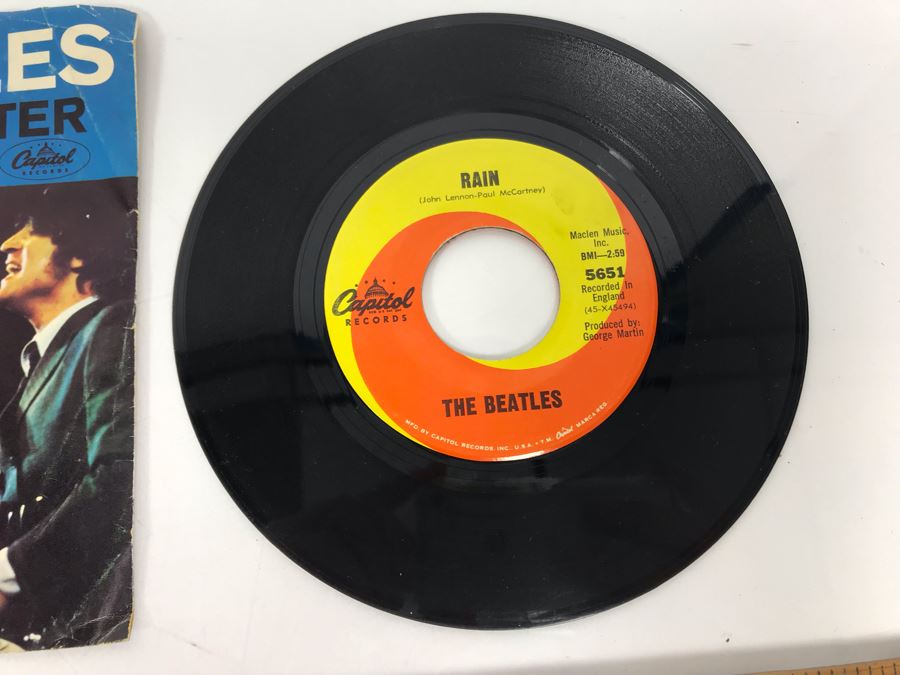 LES
TER
Capitol
RECORDS
RAIN
(John Lennon-Paul McCartney)
Maclen Music,
Inc.
BMI—2:59
5651
Recorded In
England
(45-X45494)
Produced by:
George Martin
Capitol
RECORDS
THE BEATLES
MFD. BY CAPITOL RECORDS, INC., U.S.A. • T.M. Capitol MARCA REG.